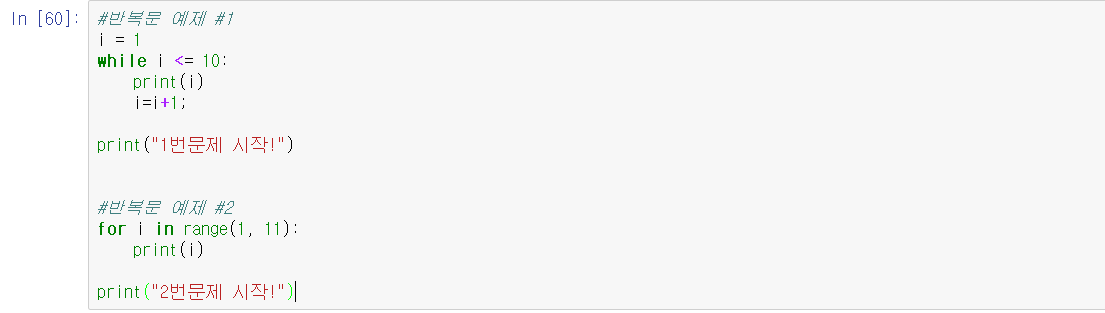 In [60]:
#반복문 예제 #1
i = 1
while i <= 10:
    print(i)
    i=i+1;
print("1번문제 시작!")
#반복문 예제 #2
for i in range(1, 11):
    print(i)
print("2번문제 시작!")